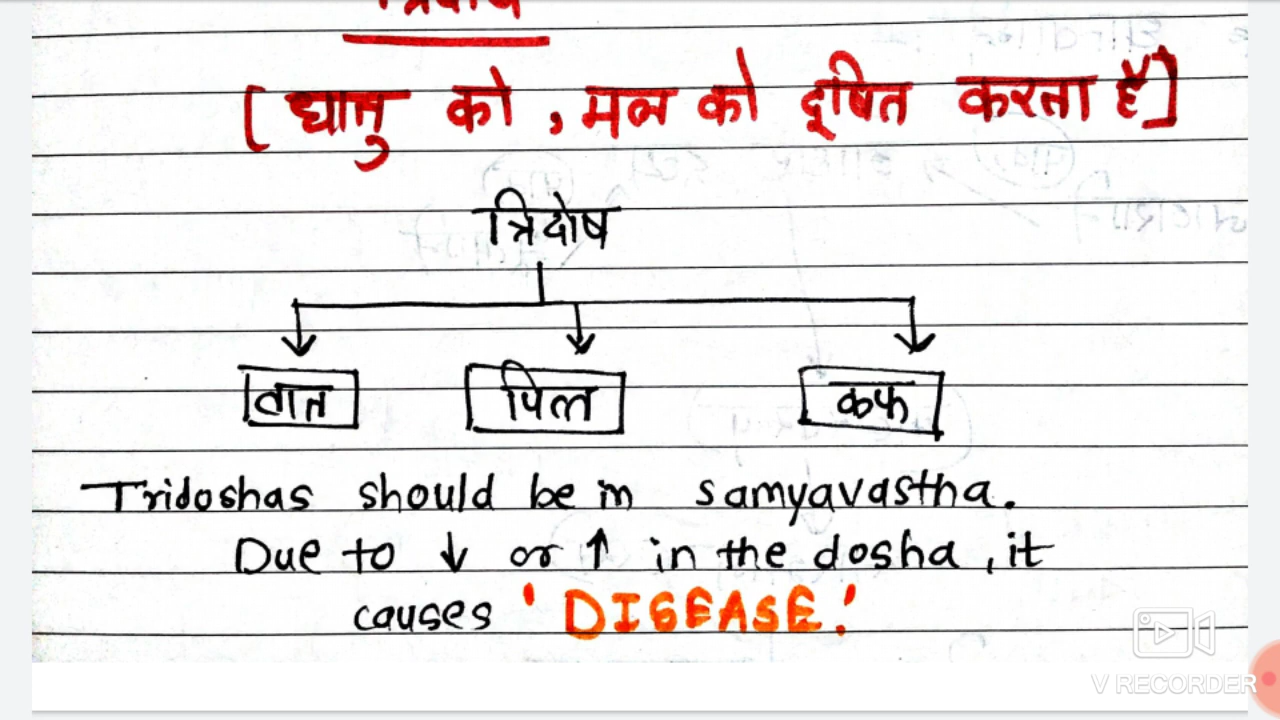 [ धातु को , मल को दूषित करता है ]
त्रिदोष
वात पित्त कफ
Tridoshas should be in samyavastha.
Due to ↓ or ↑ in the dosha, it
causes 'DISEASE.'
V RECORDER